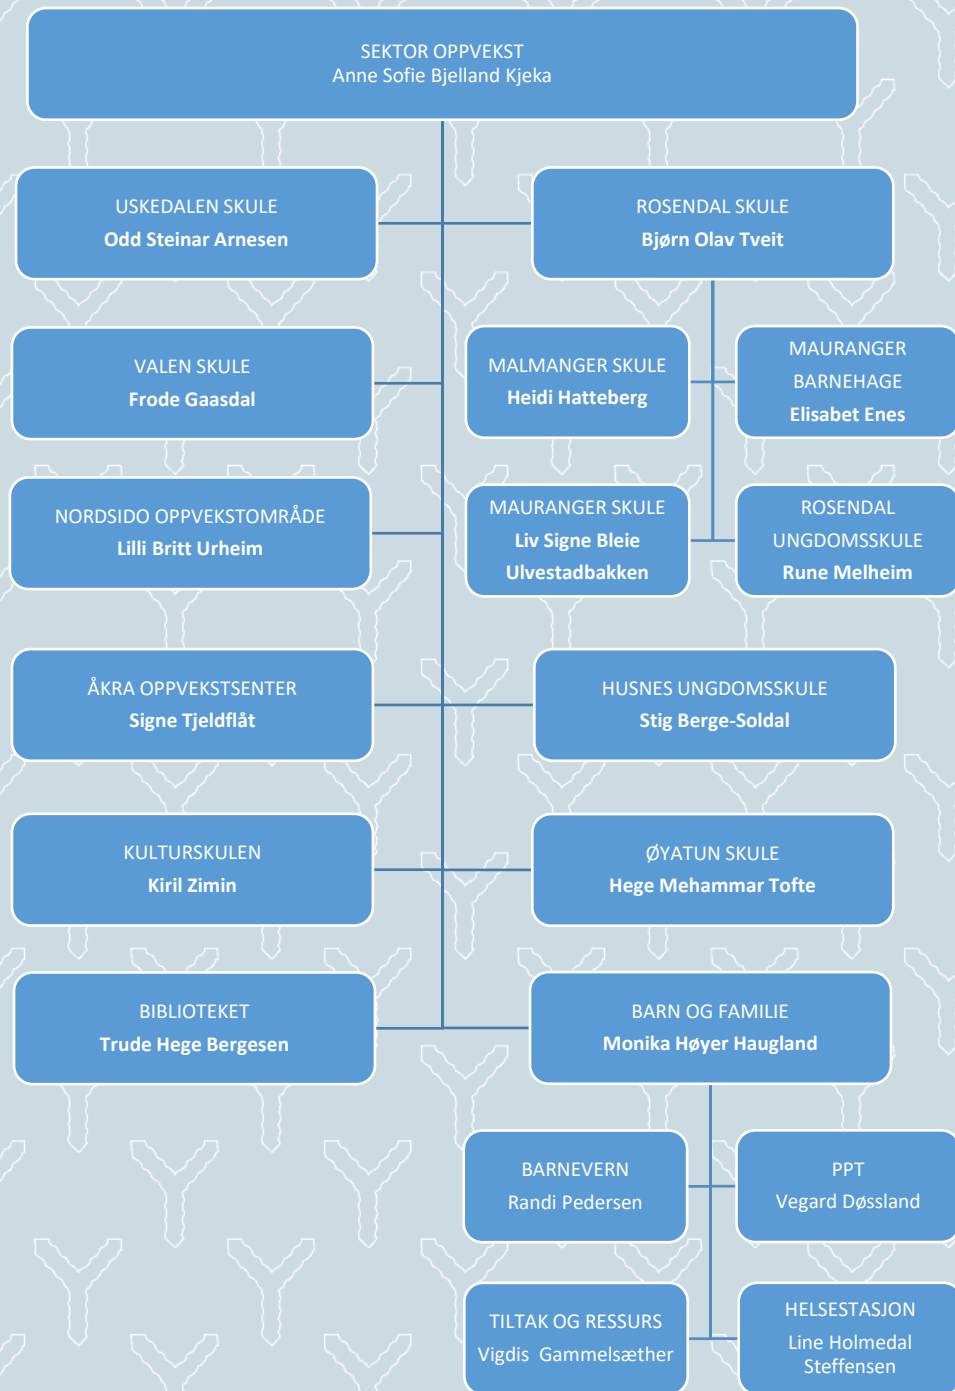 SEKTOR OPPVEKST
Anne Sofie Bjelland Kjeka
USKEDALEN SKULE
Odd Steinar Arnesen
ROSENDAL SKULE
Bjørn Olav Tveit
VALEN SKULE
Frode Gaasdal
MALMANGER SKULE
Heidi Hatteberg
MAURANGER
BARNEHAGE
Elisabet Enes
NORDSIDO OPPVEKSTOMRÅDE
Lilli Britt Urheim
MAURANGER SKULE
Liv Signe Bleie
Ulvestadbakken
ROSENDAL
UNGDOMSSKULE
Rune Melheim
ÅKRA OPPVEKSTSENTER
Signe Tjeldflåt
HUSNES UNGDOMSSKULE
Stig Berge-Soldal
KULTURSKULEN
Kiril Zimin
ØYATUN SKULE
Hege Mehammar Tofte
BIBLIOTEKET
Trude Hege Bergesen
BARN OG FAMILIE
Monika Høyer Haugland
BARNEVERN
Randi Pedersen
PPT
Vegard Døssland
TILTAK OG RESSURS
Vigdis  Gammelsæther
HELSESTASJON
Line Holmedal
Steffensen